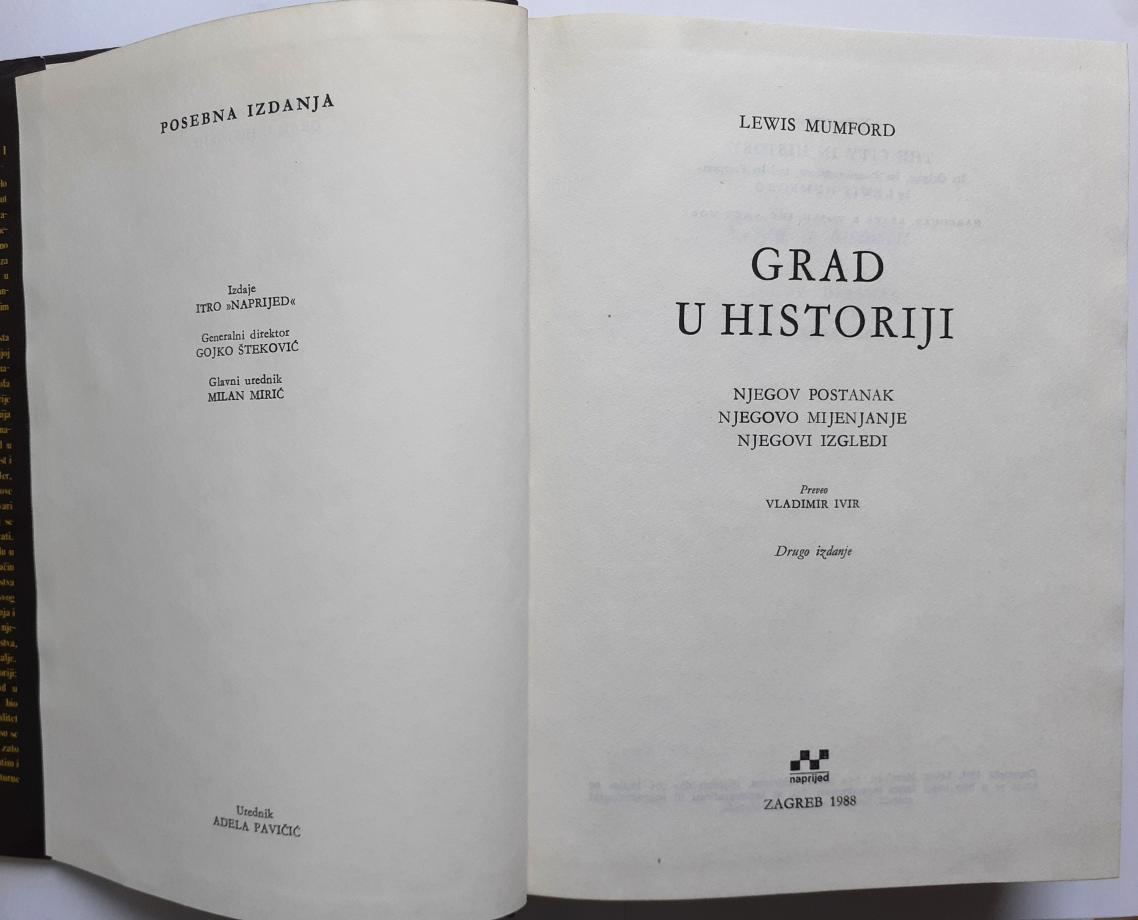 POSEBNA IZDANJA
Izdaje
ITRO »NAPRIJED«
Generalni direktor
GOJKO ŠTEKOVIĆ
Glavni urednik
MILAN MIRIĆ
Urednik
ADELA PAVIČIĆ
LEWIS MUMFORD
GRAD
U HISTORIJI
NJEGOV POSTANAK
NJEGOVO MIJENJANJE
NJEGOVI IZGLEDI
Preveo
VLADIMIR IVIR
Drugo izdanje
naprijed
ZAGREB 1988